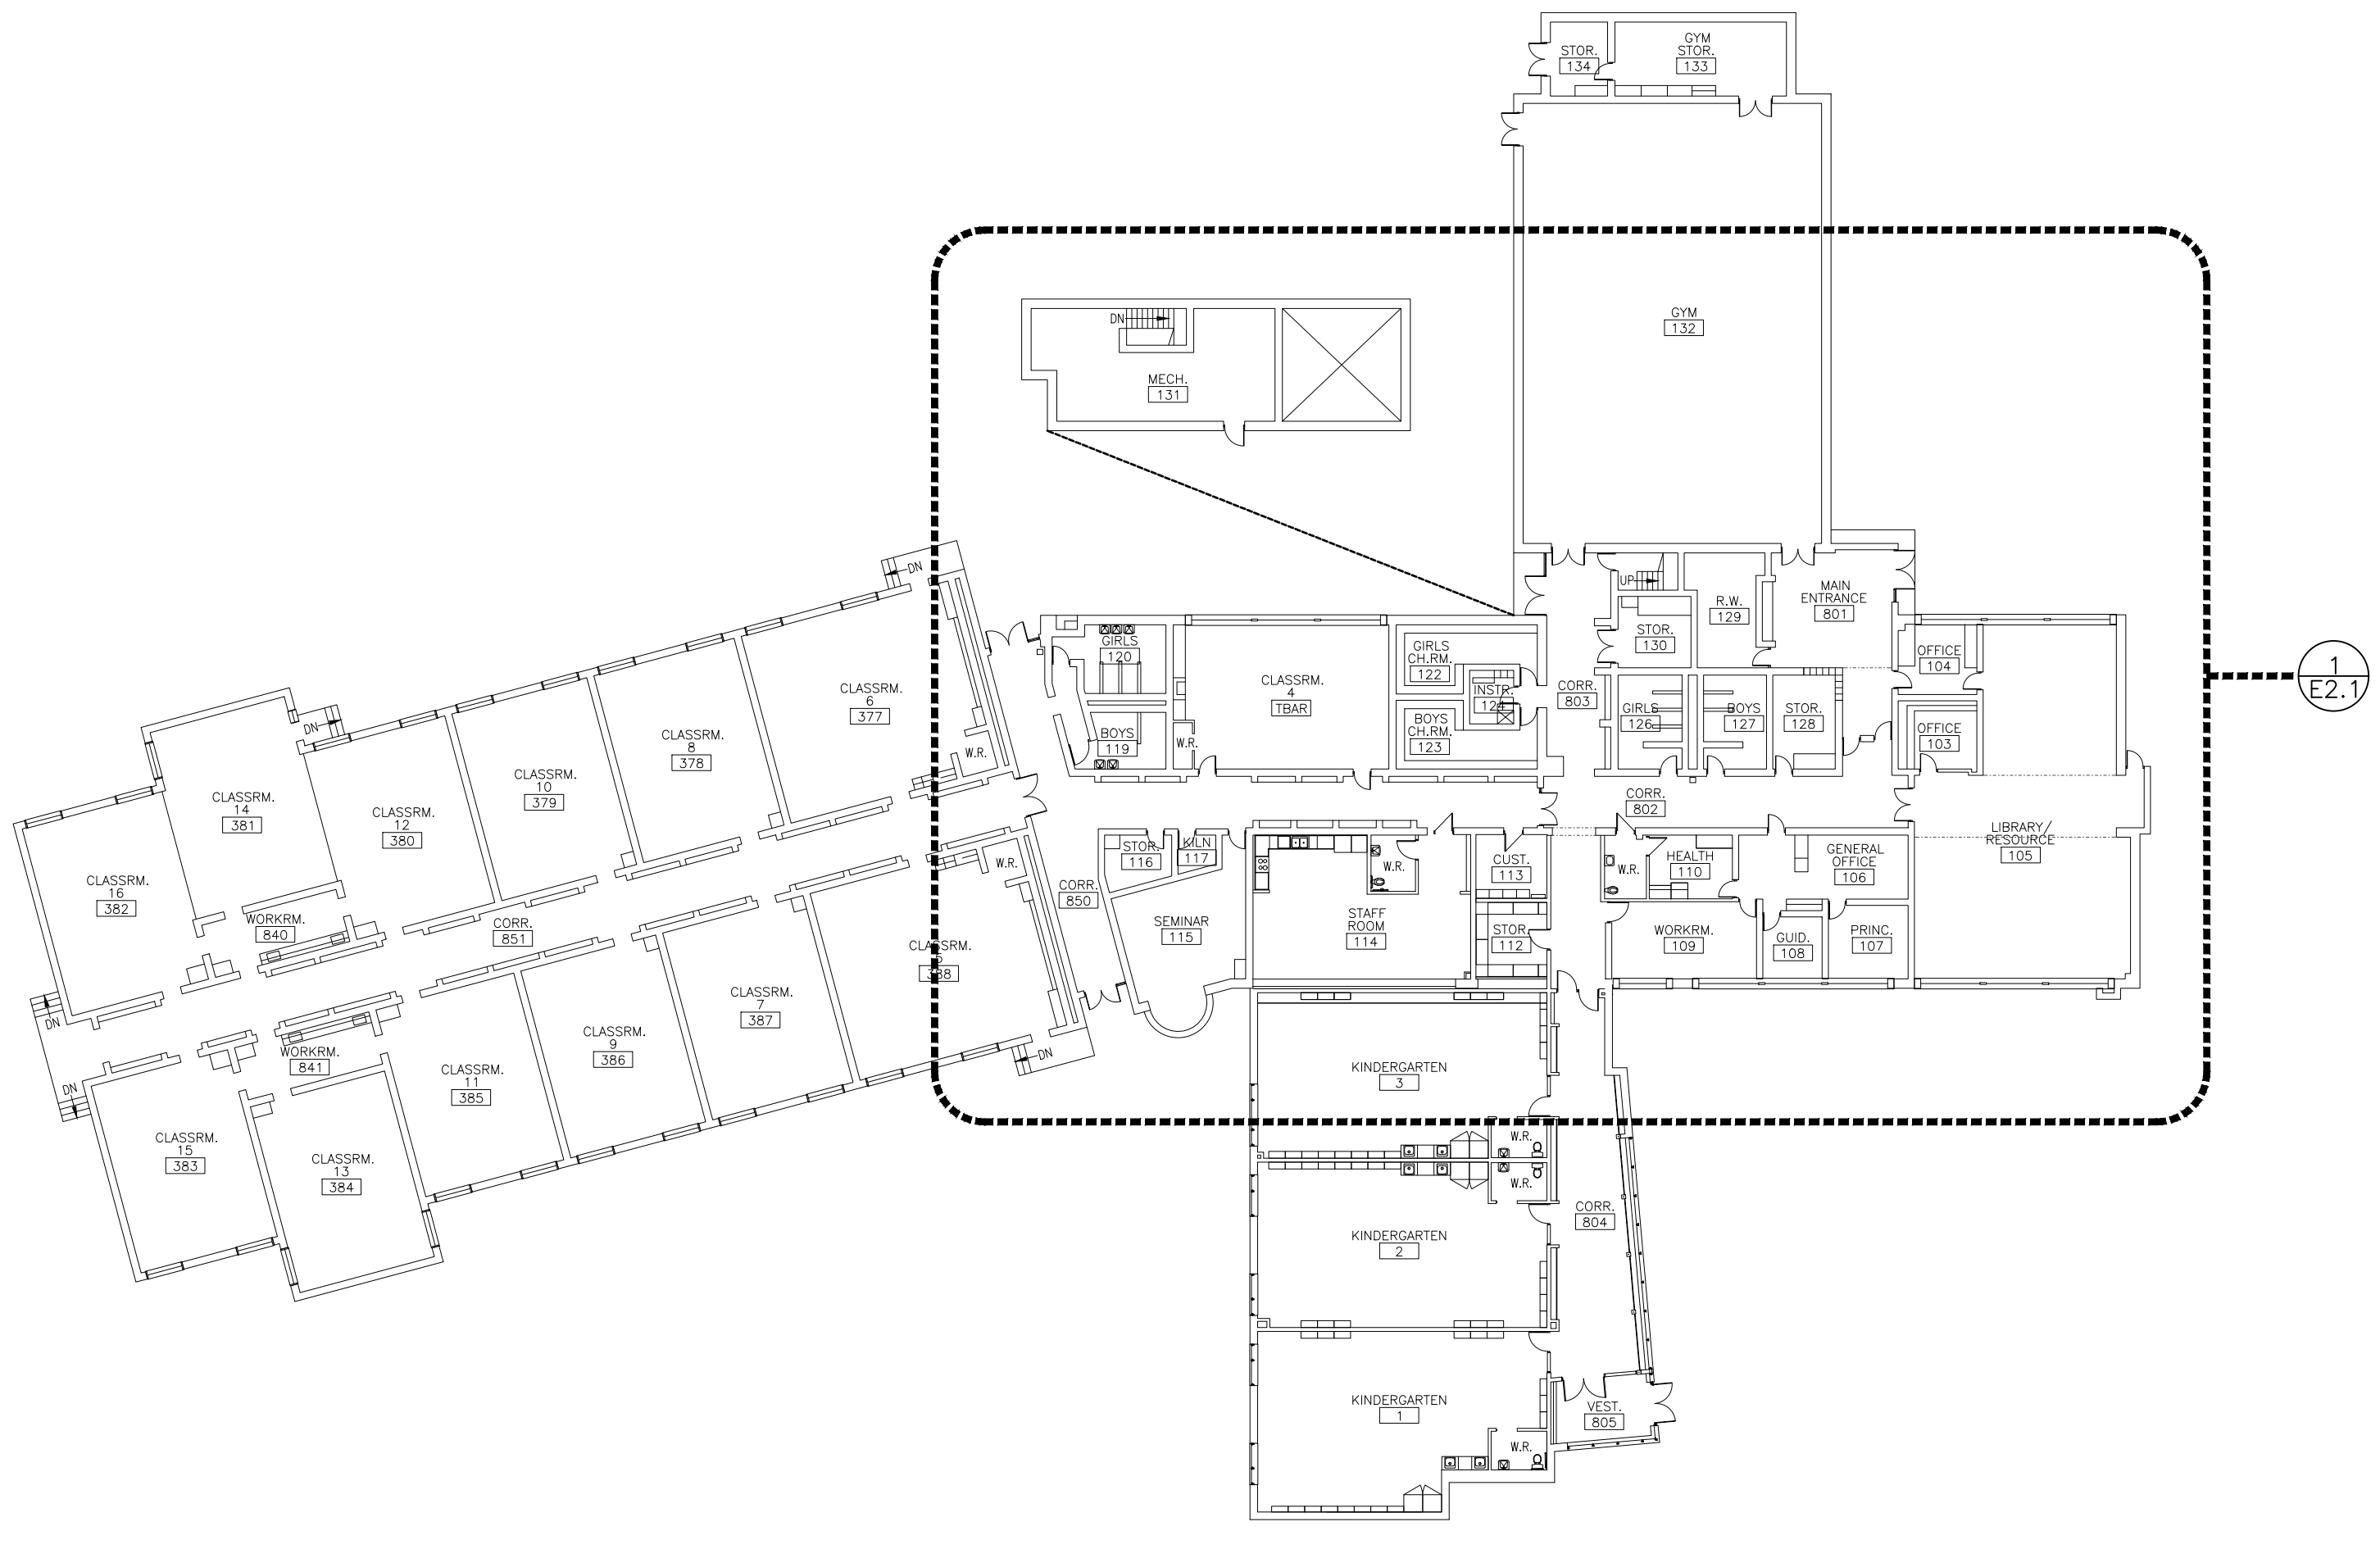 STOR.
134
GYM
STOR.
133
GYM
132
DN
MECH.
131
1
E2.1
DN
UP
STOR.
130
R.W.
129
MAIN
ENTRANCE
801
GIRLS
120
BOYS
119
W.R.
CLASSRM.
4
TBAR
GIRLS
CH.RM.
122
INSTR.
124
BOYS
CH.RM.
123
CORR.
803
GIRLS
126
BOYS
127
STOR.
128
OFFICE
104
OFFICE
103
CORR.
802
LIBRARY/
RESOURCE
105
CLASSRM.
6
377
W.R.
CLASSRM.
8
378
CLASSRM.
10
379
CLASSRM.
12
380
DN
CLASSRM.
14
381
CLASSRM.
16
382
WORKRM.
840
CORR.
851
W.R.
CORR.
850
STOR.
116
KILN
117
SEMINAR
115
STAFF
ROOM
114
W.R.
CUST.
113
STOR.
112
W.R.
HEALTH
110
GENERAL
OFFICE
106
WORKRM.
109
GUID.
108
PRINC.
107
CLASSRM.
5
388
DN
CLASSRM.
7
387
CLASSRM.
9
386
CLASSRM.
11
385
WORKRM.
841
DN
DN
CLASSRM.
15
383
CLASSRM.
13
384
KINDERGARTEN
3
W.R.
W.R.
KINDERGARTEN
2
CORR.
804
KINDERGARTEN
1
W.R.
VEST.
805